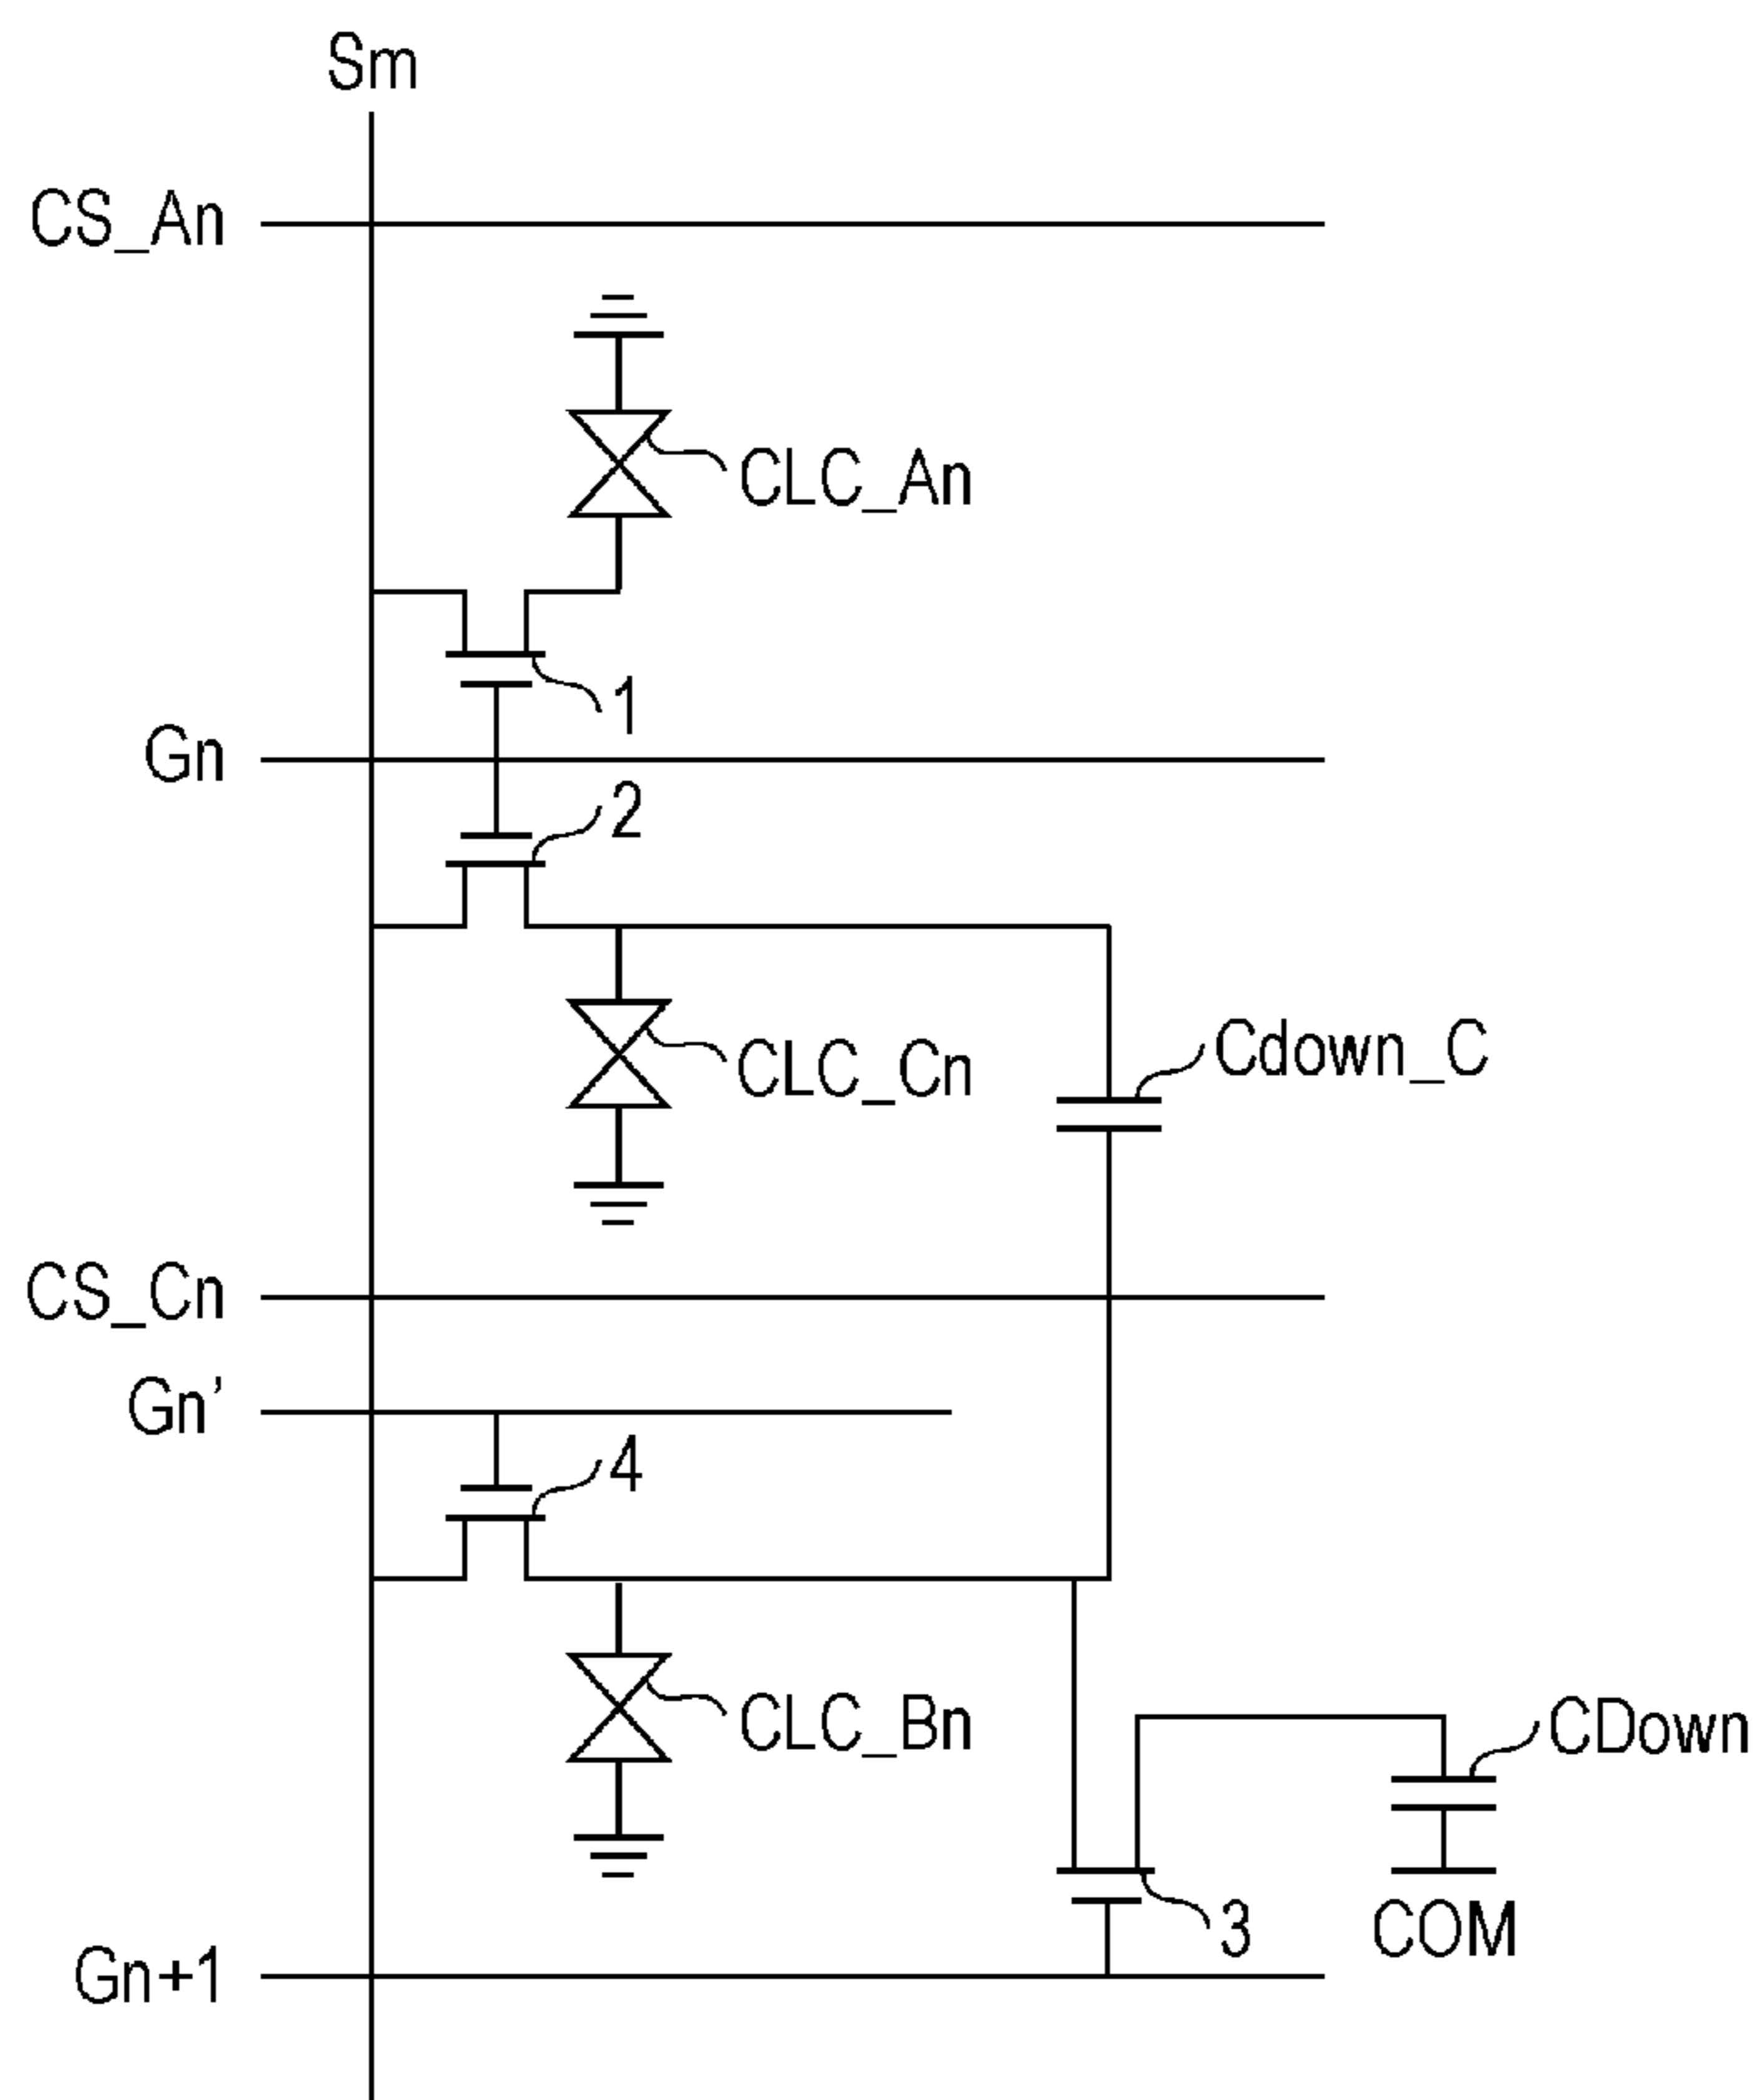 Sm
CS_An
CLC_An
1
Gn
2
Cdown_C
CLC_Cn
CS_Cn
Gn’
4
CLC_Bn
CDown
3
COM
Gn+1